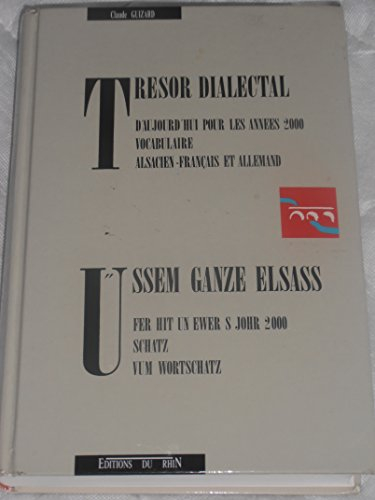 Claude GUIZARD
TRESOR DIALECTAL
D'AUJOURD'HUI POUR LES ANNEES 2000
VOCABULAIRE
ALSACIEN-FRANÇAIS ET ALLEMAND
ÜSSEM GANZE ELSASS
FER HIT UN EWER S JOHR 2000
SCHATZ
VUM WORTSCHATZ
EDITIONS DU RHIN